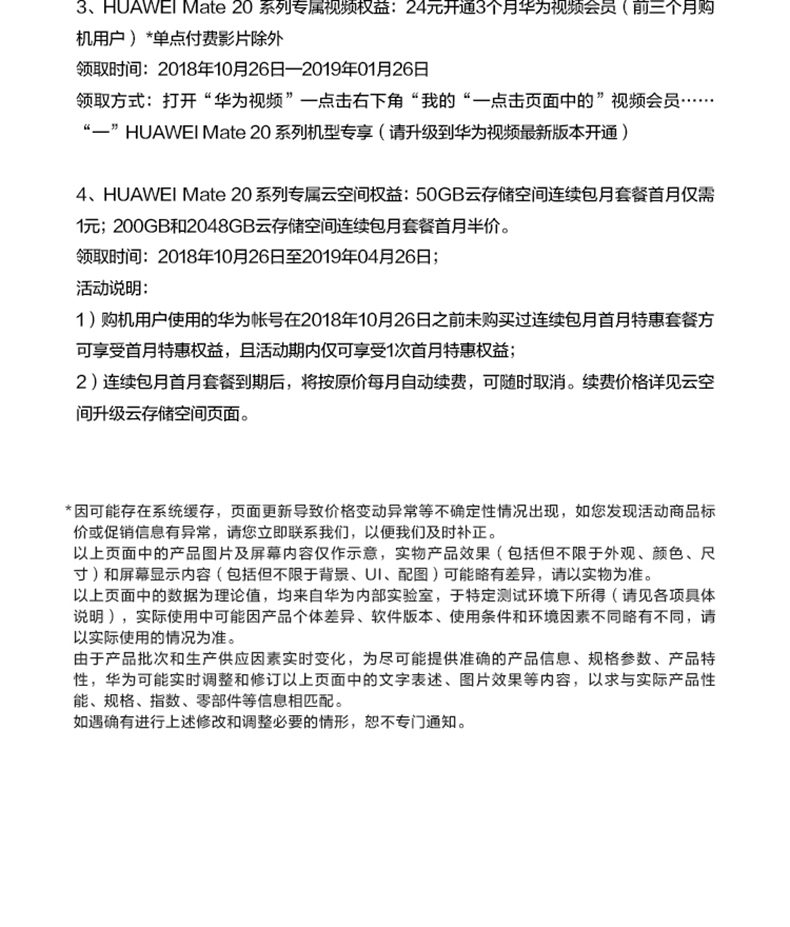 3、HUAWEI Mate 20 系列专属视频权益：24元开通3个月华为视频会员（前三个月购
机用户）*单点付费影片除外
领取时间：2018年10月26日—2019年01月26日
领取方式：打开“华为视频”一点击右下角“我的“一点击页面中的”视频会员……
“一”HUAWEI Mate 20 系列机型专享（请升级到华为视频最新版本开通）
4、HUAWEI Mate 20 系列专属云空间权益：50GB云存储空间连续包月套餐首月仅需
1元；200GB和2048GB云存储空间连续包月套餐首月半价。
领取时间：2018年10月26日至2019年04月26日；
活动说明：
1）购机用户使用的华为帐号在2018年10月26日之前未购买过连续包月首月特惠套餐方
可享受首月特惠权益，且活动期内仅可享受1次首月特惠权益；
2）连续包月首月套餐到期后，将按原价每月自动续费，可随时取消。续费价格详见云空
间升级云存储空间页面。
*因可能存在系统缓存，页面更新导致价格变动异常等不确定性情况出现，如您发现活动商品标
价或促销信息有异常，请您立即联系我们，以便我们及时补正。
以上页面中的产品图片及屏幕内容仅作示意，实物产品效果（包括但不限于外观、颜色、尺
寸）和屏幕显示内容（包括但不限于背景、UI、配图）可能略有差异，请以实物为准。
以上页面中的数据为理论值，均来自华为内部实验室，于特定测试环境下所得（请见各项具体
说明），实际使用中可能因产品个体差异、软件版本、使用条件和环境因素不同略有不同，请
以实际使用的情况为准。
由于产品批次和生产供应因素实时变化，为尽可能提供准确的产品信息、规格参数、产品特
性，华为可能实时调整和修订以上页面中的文字表述、图片效果等内容，以求与实际产品性
能、规格、指数、零部件等信息相匹配。
如遇确有进行上述修改和调整必要的情形，恕不专门通知。